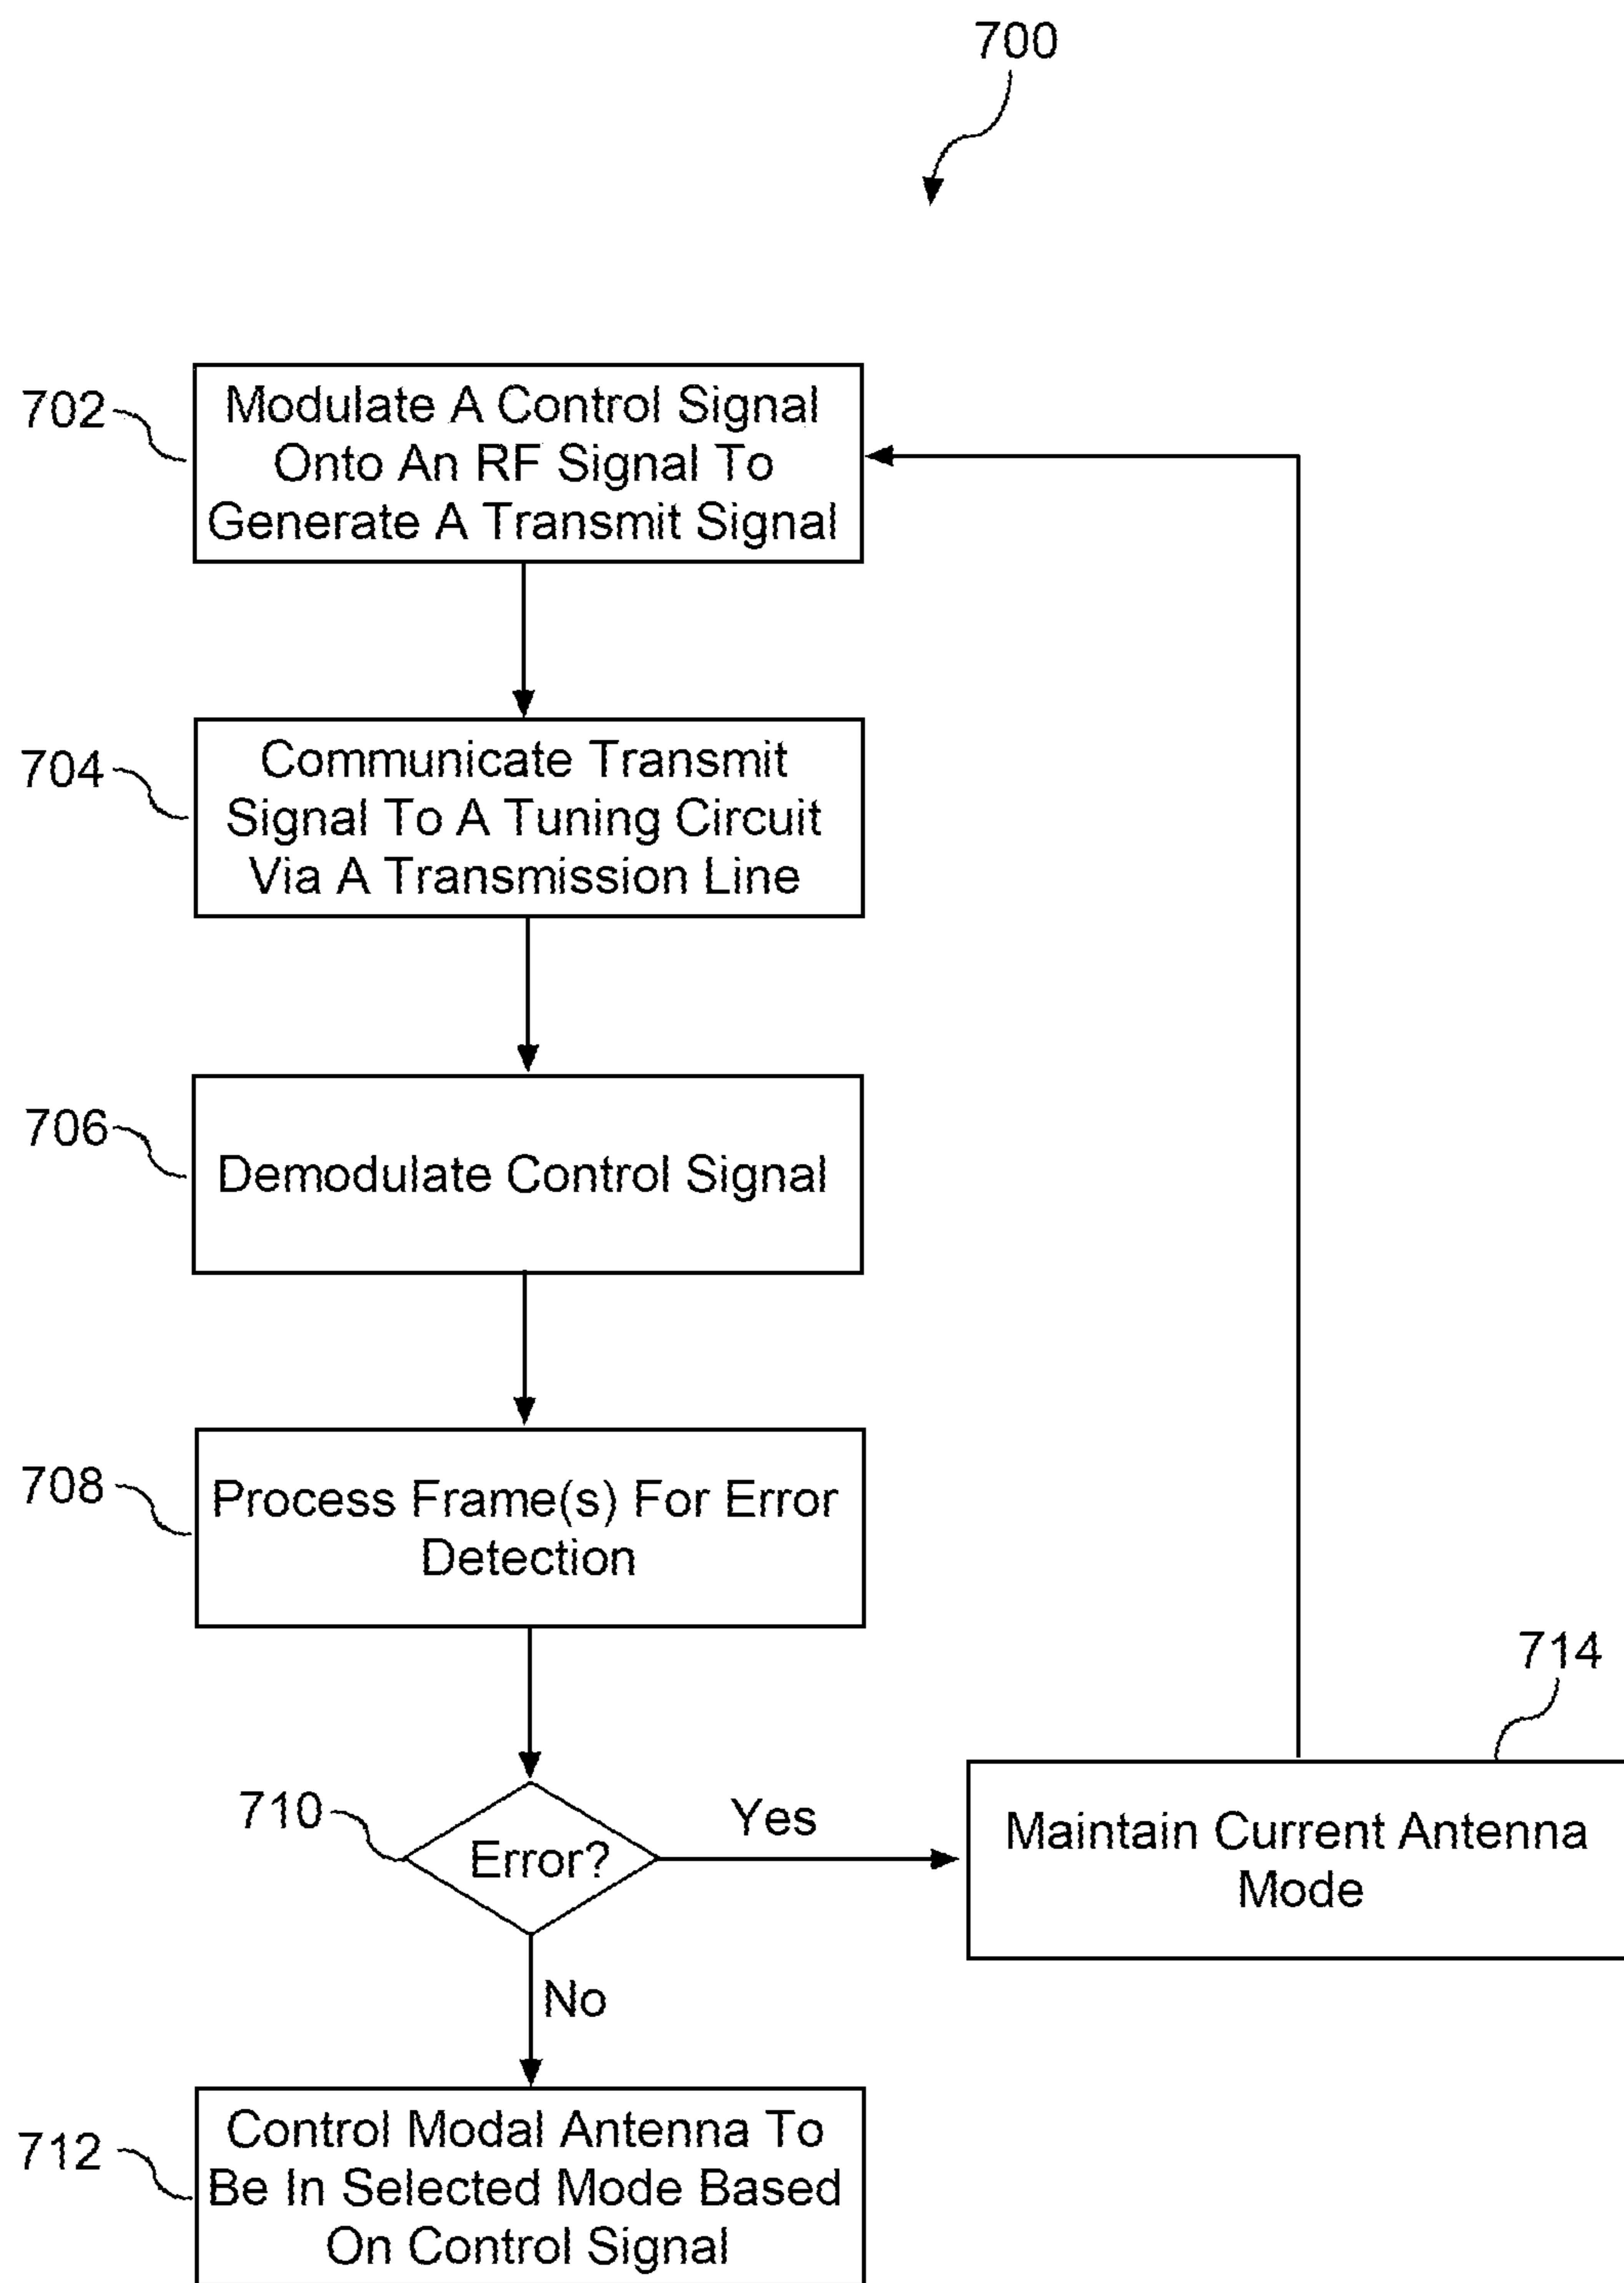 700
702
Modulate A Control Signal
Onto An RF Signal To
Generate A Transmit Signal
704
Communicate Transmit
Signal To A Tuning Circuit
Via A Transmission Line
706
Demodulate Control Signal
708
Process Frame(s) For Error
Detection
710
Error?
Yes
714
Maintain Current Antenna
Mode
No
712
Control Modal Antenna To
Be In Selected Mode Based
On Control Signal